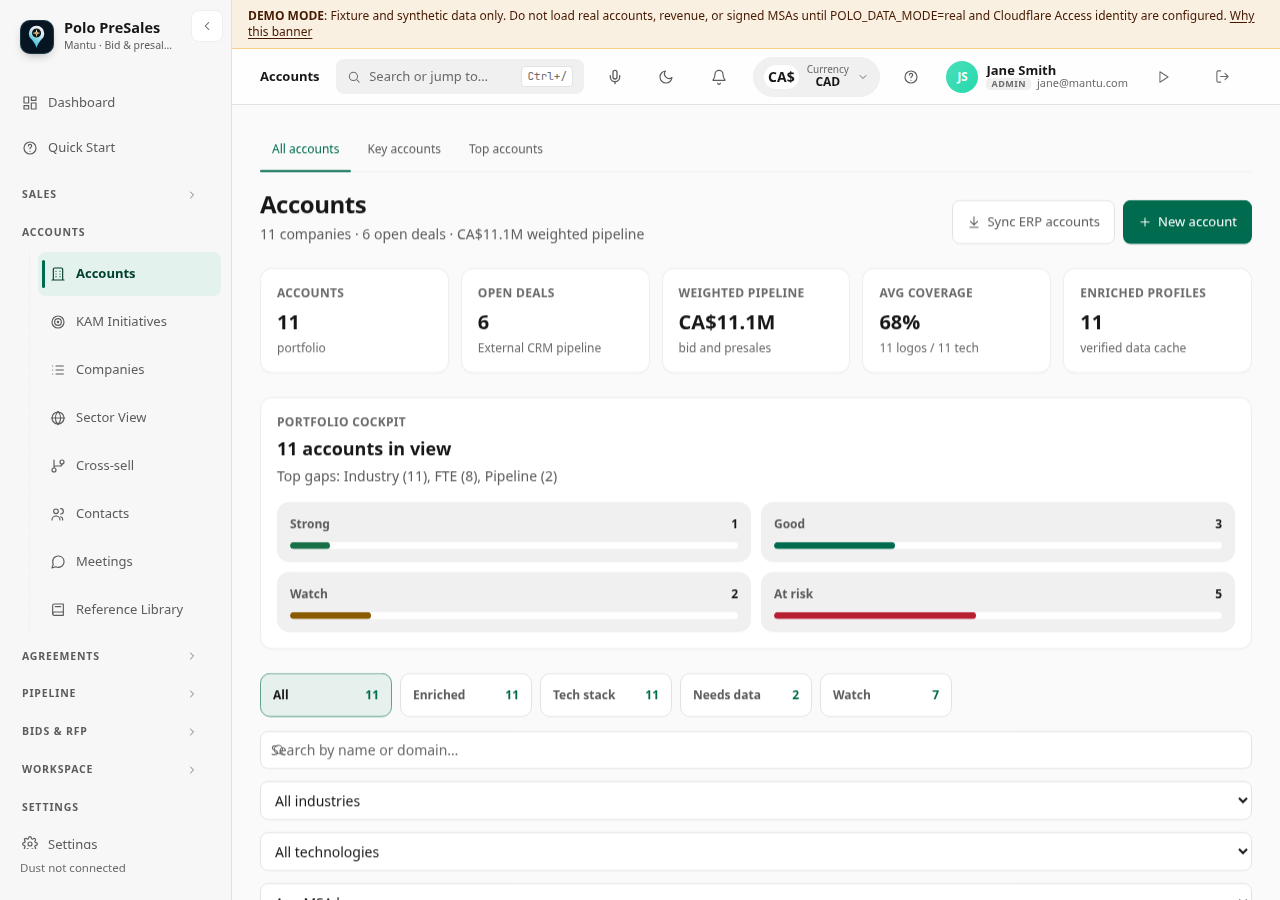 Polo PreSales
Mantu · Bid & presal...
Dashboard
Quick Start
SALES
ACCOUNTS
Accounts
KAM Initiatives
Companies
Sector View
Cross-sell
Contacts
Meetings
Reference Library
AGREEMENTS
PIPELINE
BIDS & RFP
WORKSPACE
SETTINGS
Settings
Dust not connected
DEMO MODE: Fixture and synthetic data only. Do not load real accounts, revenue, or signed MSAs until POLO_DATA_MODE=real and Cloudflare Access identity are configured. Why
this banner
Accounts
Search or jump to...
Ctrl+/
CA$
Currency
CAD
JS
Jane Smith
ADMIN jane@mantu.com
All accounts
Key accounts
Top accounts
Accounts
11 companies · 6 open deals · CA$11.1M weighted pipeline
Sync ERP accounts
New account
ACCOUNTS
11
portfolio
OPEN DEALS
6
External CRM pipeline
WEIGHTED PIPELINE
CA$11.1M
bid and presales
AVG COVERAGE
68%
11 logos / 11 tech
ENRICHED PROFILES
11
verified data cache
PORTFOLIO COCKPIT
11 accounts in view
Top gaps: Industry (11), FTE (8), Pipeline (2)
Strong 1
Good 3
Watch 2
At risk 5
All 11
Enriched 11
Tech stack 11
Needs data 2
Watch 7
Search by name or domain...
All industries
All technologies